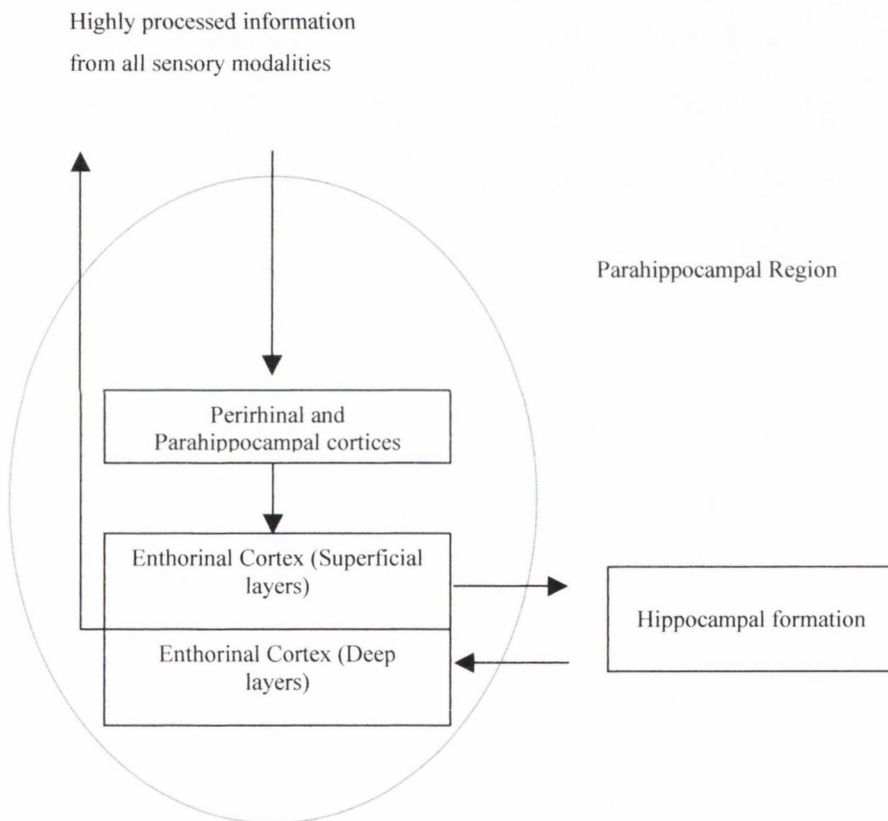 Highly processed information
from all sensory modalities
Parahippocampal Region
Perirhinal and
Parahippocampal cortices
Enthorinal Cortex (Superficial
layers)
Hippocampal formation
Enthorinal Cortex (Deep
layers)